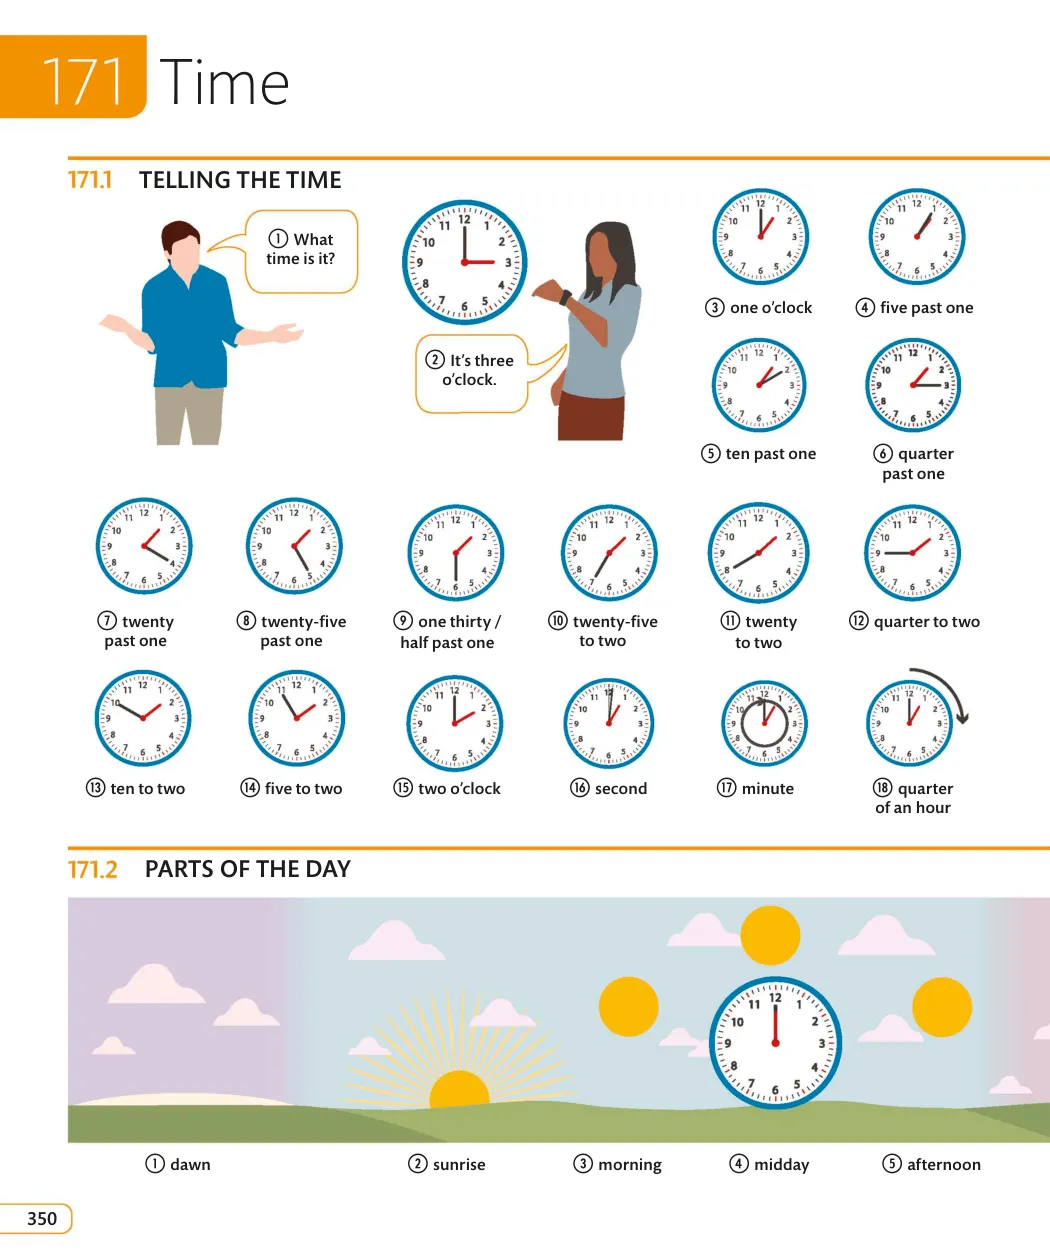 171 Time
171.1 TELLING THE TIME
① What
time is it?
② It's three
o'clock.
③ one o'clock
④ five past one
⑤ ten past one
⑥ quarter
past one
⑦ twenty
past one
⑧ twenty-five
past one
⑨ one thirty /
half past one
⑩ twenty-five
to two
⑪ twenty
to two
⑫ quarter to two
⑬ ten to two
⑭ five to two
⑮ two o'clock
⑯ second
⑰ minute
⑱ quarter
of an hour
171.2 PARTS OF THE DAY
① dawn
② sunrise
③ morning
④ midday
⑤ afternoon
350